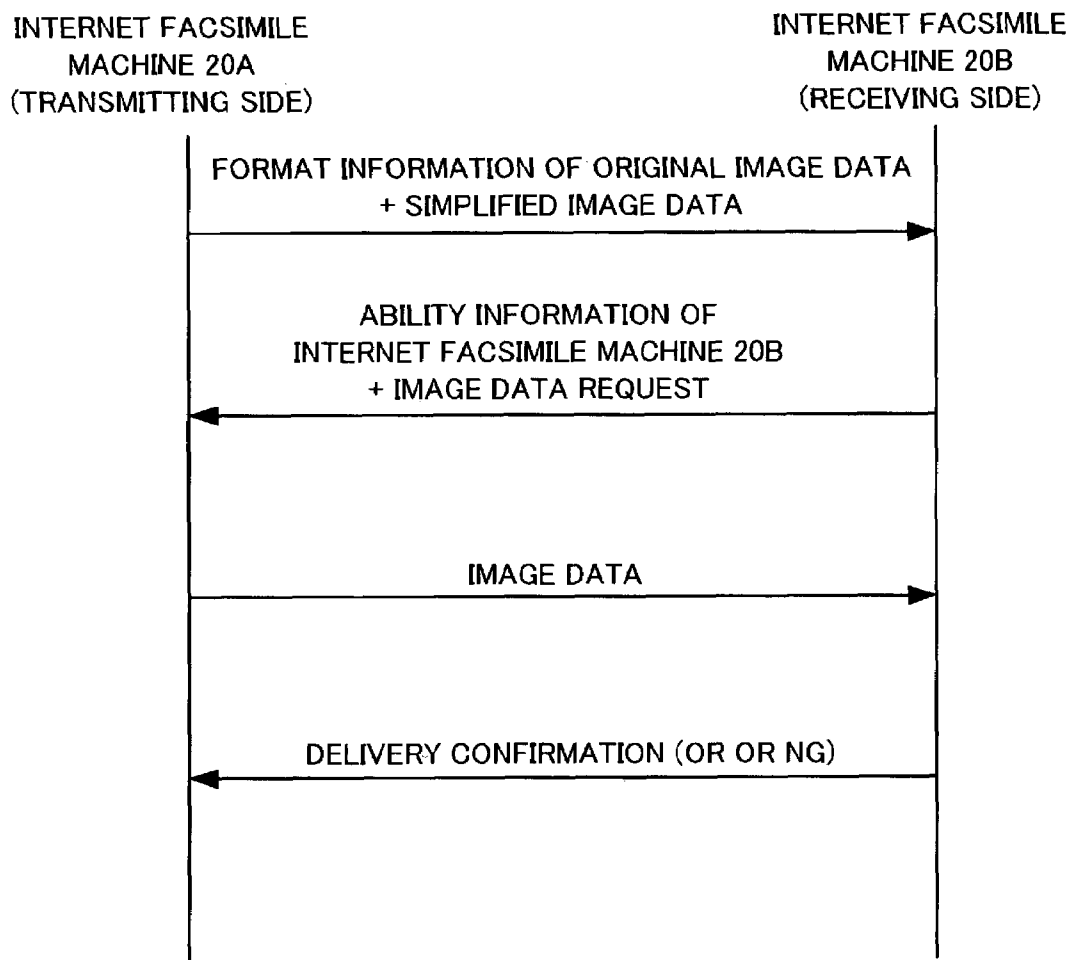 INTERNET FACSIMILE
MACHINE 20A
(TRANSMITTING SIDE)
INTERNET FACSIMILE
MACHINE 20B
(RECEIVING SIDE)
FORMAT INFORMATION OF ORIGINAL IMAGE DATA
+ SIMPLIFIED IMAGE DATA
ABILITY INFORMATION OF
INTERNET FACSIMILE MACHINE 20B
+ IMAGE DATA REQUEST
IMAGE DATA
DELIVERY CONFIRMATION (OR OR NG)